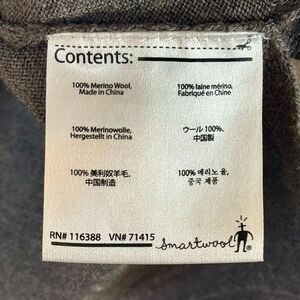 Contents:
100% Merino Wool,
Made in China
100% laine mérino,
Fabriqué en Chine
100% Merinowolle,
Hergestellt in China
ウール 100%,
中国製
100% 美利奴羊毛,
中国制造
100% 메리노 울,
중국 제품
RN# 116388 VN# 71415
smartwool®